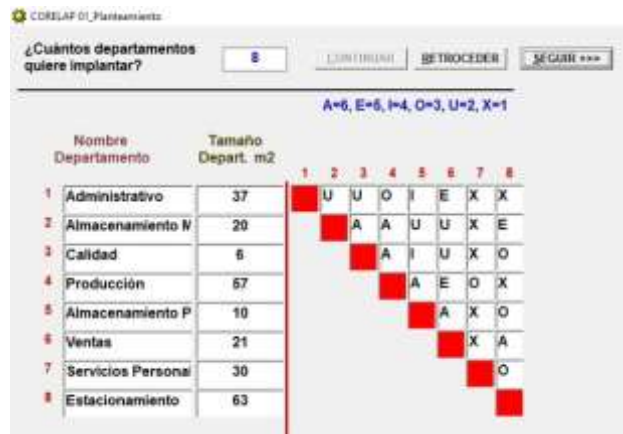 CORELAP 01_Planteamiento
¿Cuántos departamentos quiere implantar?
8
CONTINUAR
RETROCEDER
SEGUIR >>>
A=6, E=5, I=4, O=3, U=2, X=1
Nombre Departamento
Tamaño Depart. m2
1 2 3 4 5 6 7 8
1 Administrativo 37 U U O I E X X
2 Almacenamiento M 20 A A U U X E
3 Calidad 6 A I U X O
4 Producción 57 A E O X
5 Almacenamiento P 10 A X O
6 Ventas 21 X A
7 Servicios Personal 30 O
8 Estacionamiento 63